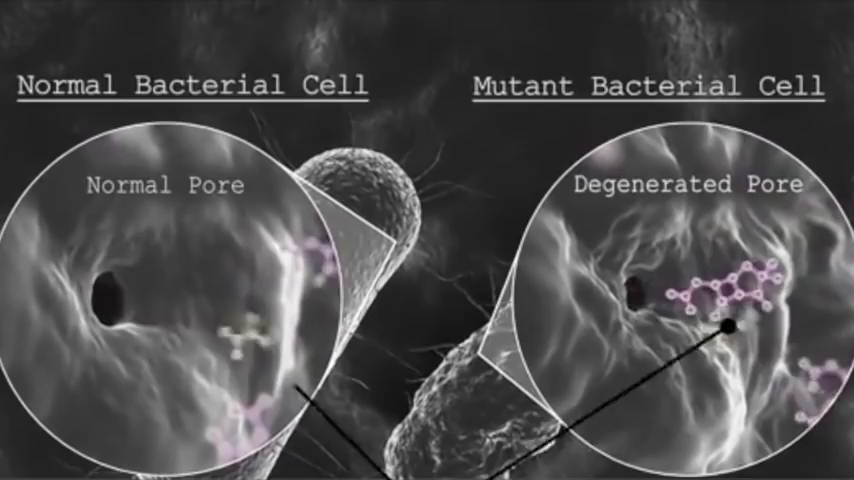 Normal Bacterial Cell
Mutant Bacterial Cell
Normal Pore
Degenerated Pore